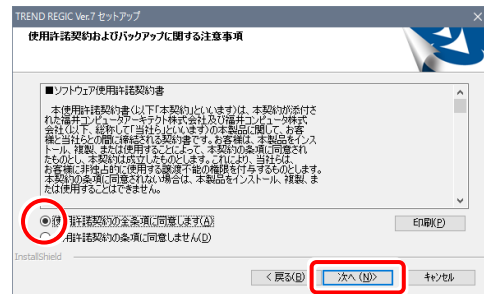 TREND REGIC Ver.7 セットアップ
使用許諾契約およびバックアップに関する注意事項
■ソフトウェア使用許諾契約書
本使用許諾契約書(以下「本契約」といいます)は、本契約が添付さ
れた福井コンピュータアーキテクト株式会社及び福井コンピュータ株式
会社(以下、総称して「当社ら」といいます)の本製品に関して、お客
様と当社らとの間に締結される契約書です。お客様は、本製品をインス
トール、複製、または使用することによって、本契約の条項に同意され
たものとし、本契約は成立したものとします。これにより、当社らは、
お客様に非独占的に使用する譲渡不能の権利を付与するものとします。
本契約の条項に同意されない場合は、本製品をインストール、複製、ま
たは使用することはできません。
使用許諾契約の全条項に同意します(A)
印刷(P)
用許諾契約の条項に同意しません(D)
InstallShield
< 戻る(B)
次へ(N)>
キャンセル